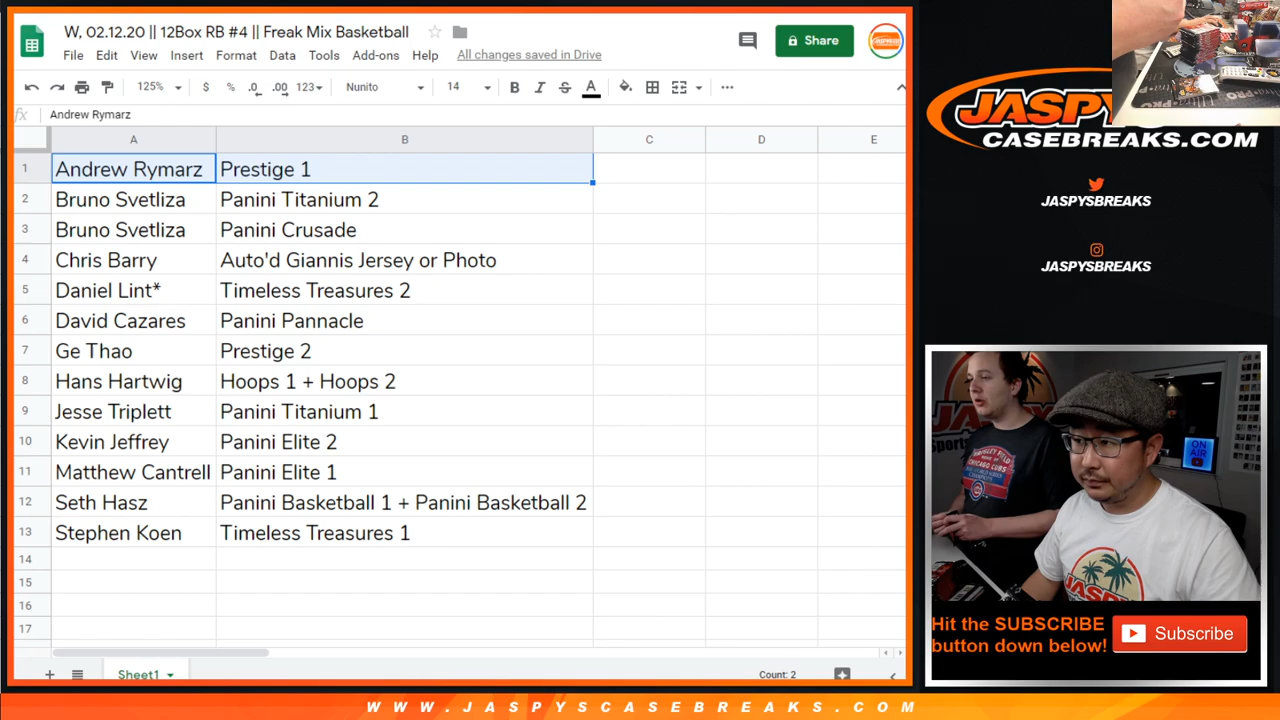 W, 02.12.20 || 12Box RB #4 || Freak Mix Basketball
File Edit View Insert Format Data Tools Add-ons Help All changes saved in Drive
Share
125% $ % .0 .00 123 Nunito 14 B I S A
fx Andrew Rymarz
A B C D E
1 Andrew Rymarz Prestige 1
2 Bruno Svetliza Panini Titanium 2
3 Bruno Svetliza Panini Crusade
4 Chris Barry Auto'd Giannis Jersey or Photo
5 Daniel Lint* Timeless Treasures 2
6 David Cazares Panini Pannacle
7 Ge Thao Prestige 2
8 Hans Hartwig Hoops 1 + Hoops 2
9 Jesse Triplett Panini Titanium 1
10 Kevin Jeffrey Panini Elite 2
11 Matthew Cantrell Panini Elite 1
12 Seth Hasz Panini Basketball 1 + Panini Basketball 2
13 Stephen Koen Timeless Treasures 1
14
15
16
17
Sheet1
Count: 2
CASEBREAKS.COM
JASPYSBREAKS
JASPYSBREAKS
ON AIR
CHICAGO CUBS
Hit the SUBSCRIBE
button down below!
Subscribe
WWW.JASPYSCASEBREAKS.COM